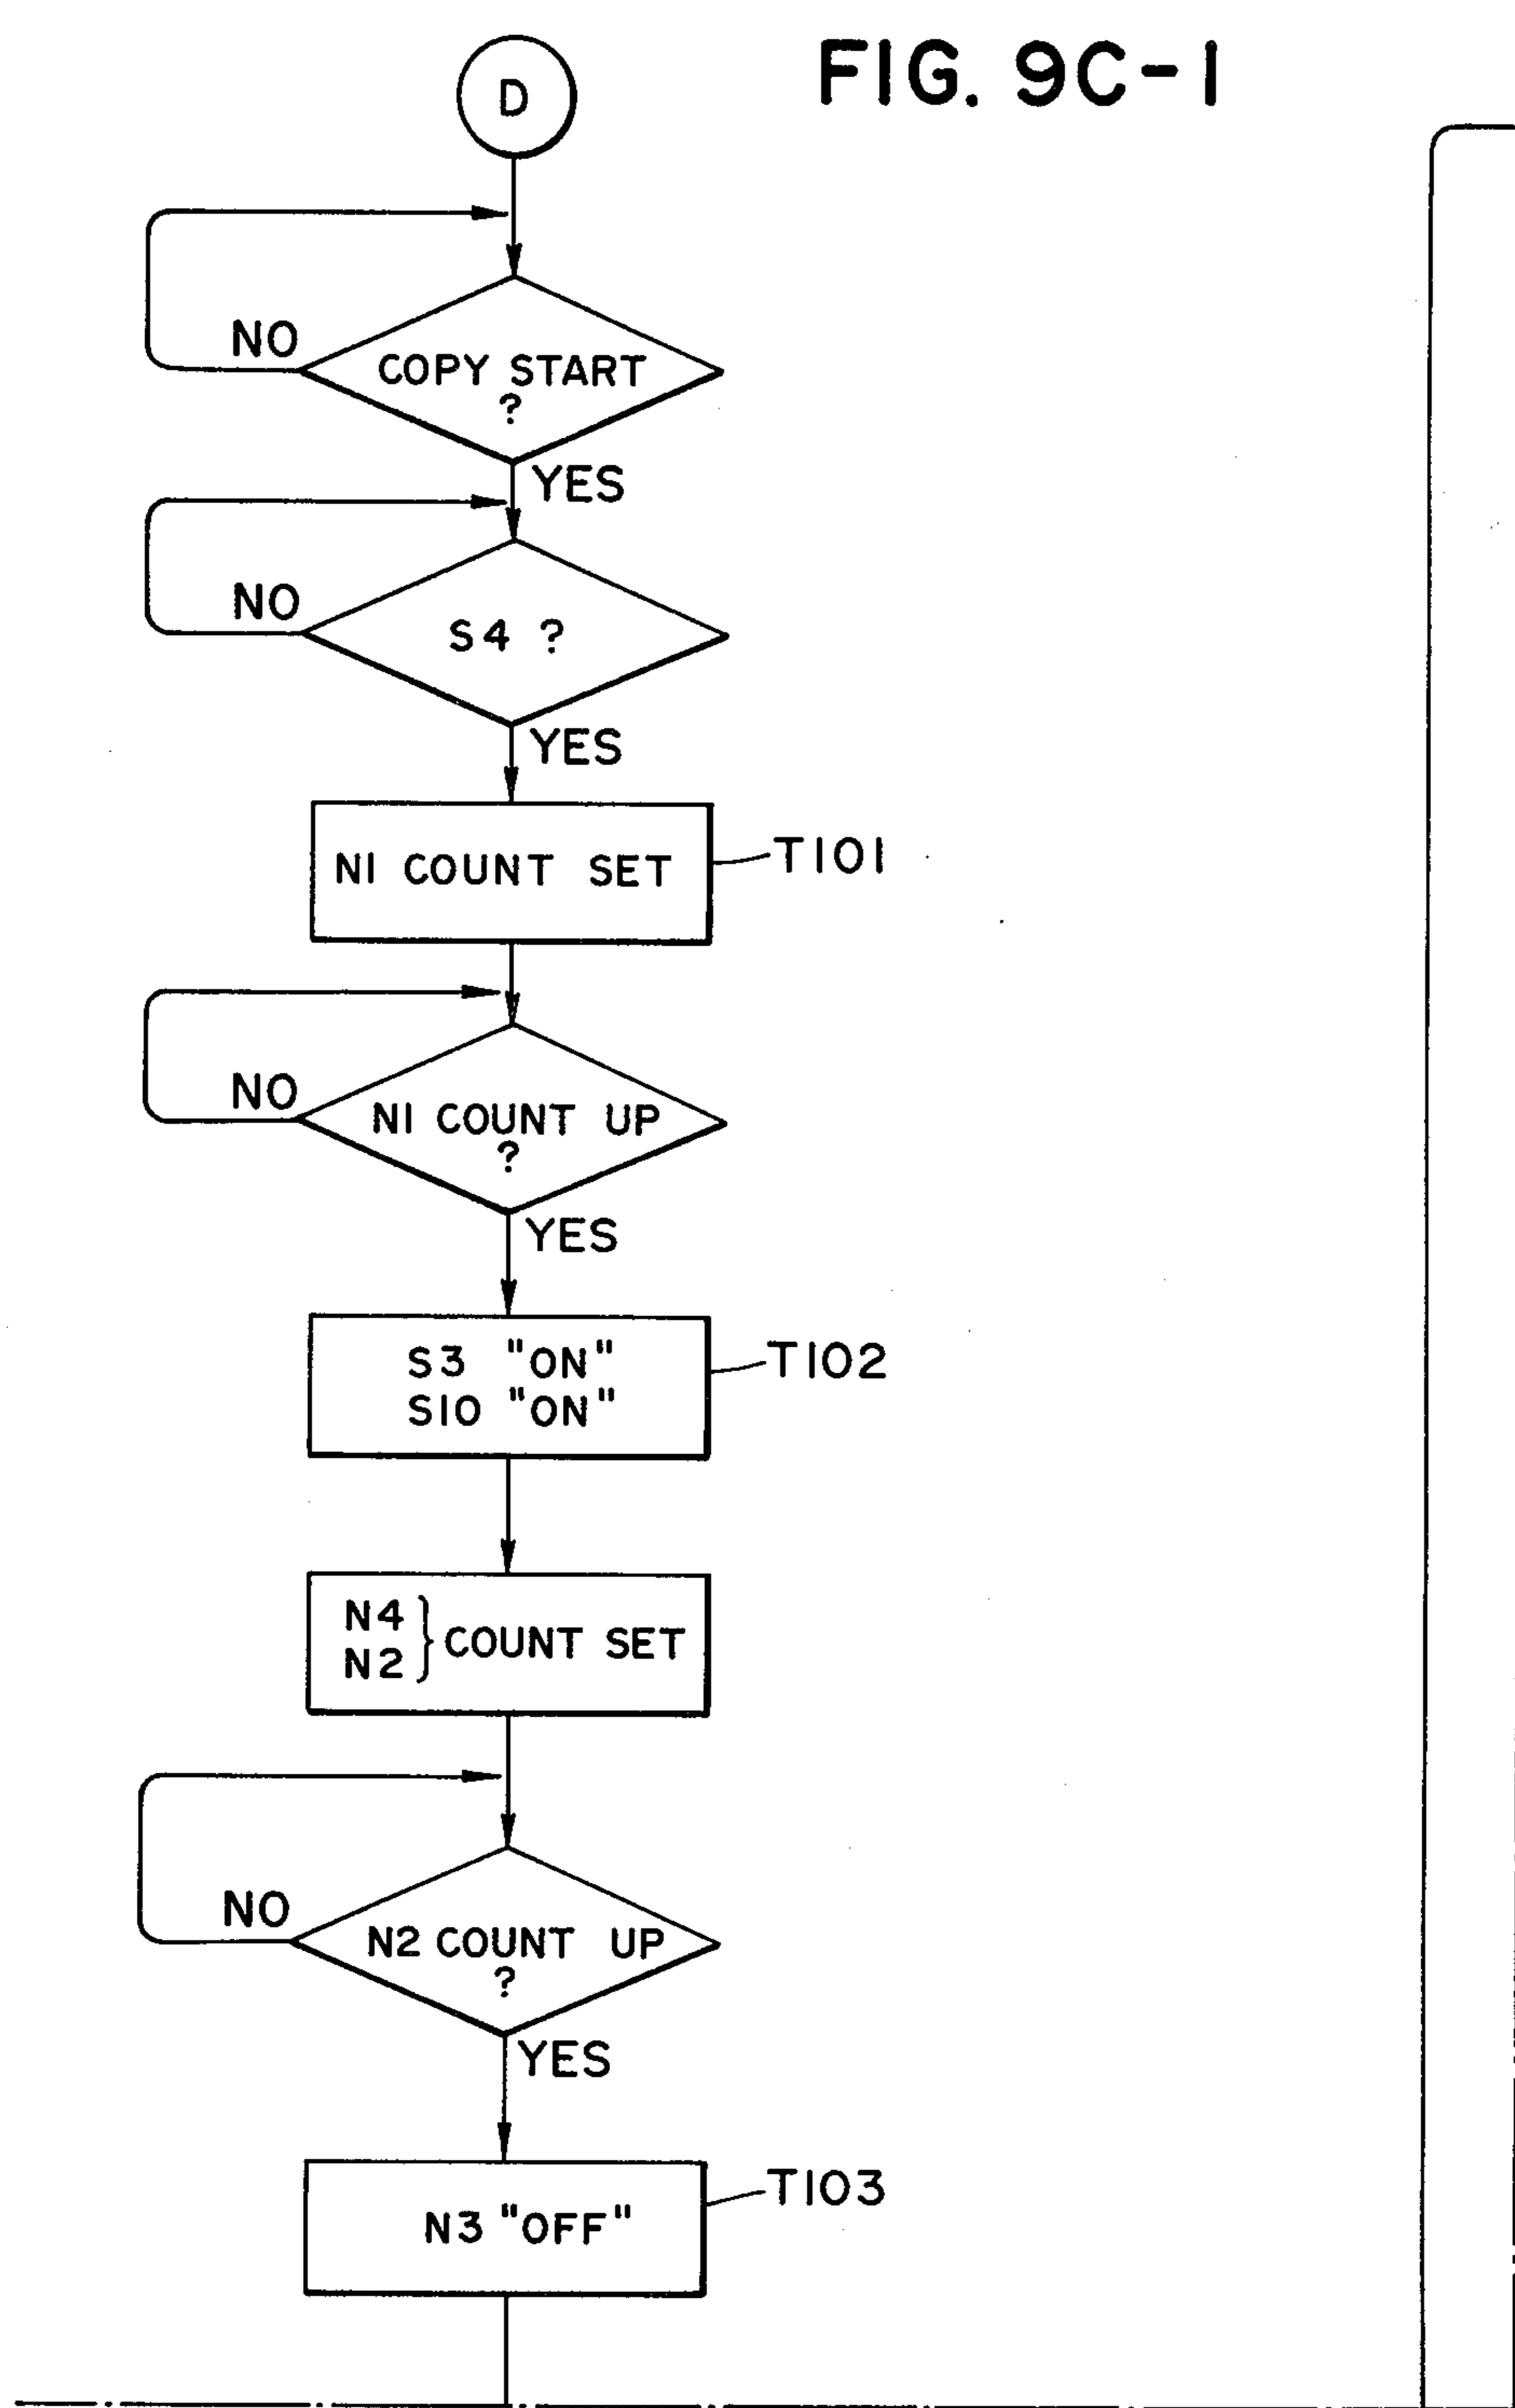 FIG. 9C-1
D
NO
COPY START
?
YES
NO
S4 ?
YES
N1 COUNT SET
T101
NO
N1 COUNT UP
?
YES
S3 "ON"
S10 "ON"
T102
N4
N2
} COUNT SET
NO
N2 COUNT UP
?
YES
N3 "OFF"
T103